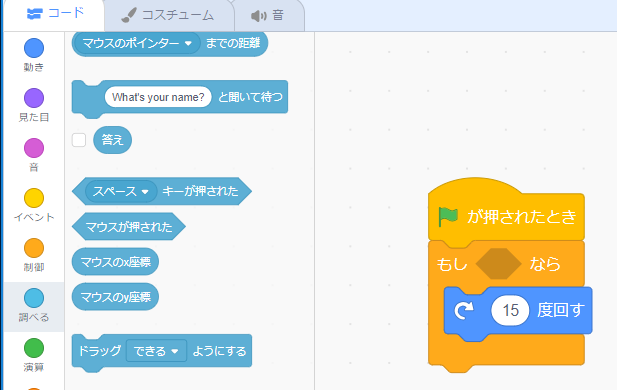 コード
コスチューム
音
動き
見た目
音
イベント
制御
調べる
演算
マウスのポインター ▼ までの距離
What's your name? と聞いて待つ
答え
スペース ▼ キーが押された
マウスが押された
マウスのx座標
マウスのy座標
ドラッグ できる ▼ ようにする
が押されたとき
もし なら
15 度回す